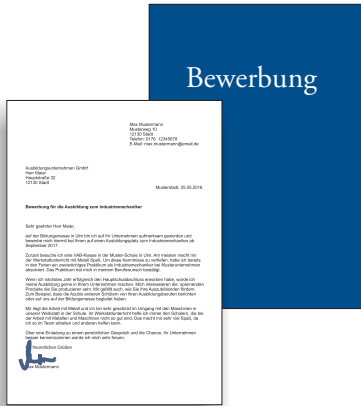 Bewerbung
Max Mustermann
Musterweg 10
12130 Stadt
Telefon: 0176 12345678
E-Mail: max.mustermann@email.de
Ausbildungsunternehmen GmbH
Herr Maier
Hauptstraße 32
12130 Stadt
Musterstadt, 25.05.2016
Bewerbung für die Ausbildung zum Industriemechaniker
Sehr geehrter Herr Maier,
auf der Bildungsmesse in Ulm bin ich auf Ihr Unternehmen aufmerksam geworden und
bewerbe mich hiermit bei Ihnen auf einen Ausbildungsplatz zum Industriemechaniker ab
September 2017.
Zurzeit besuche ich eine VAB-Klasse in der Muster-Schule in Ulm. Am meisten macht mir
der Werkstattunterricht mit Metall Spaß. Um diese Kenntnisse zu vertiefen, habe ich bereits
in den Ferien ein zweiwöchiges Praktikum als Industriemechaniker bei Musterunternehmen
absolviert. Das Praktikum hat mich in meinem Berufswunsch bestätigt.
Wenn ich nächstes Jahr erfolgreich den Hauptschulabschluss erworben habe, würde ich
meine Ausbildung gerne in Ihrem Unternehmen machen. Mich interessieren die spannenden
Produkte die Sie produzieren sehr. Mir gefällt auch, wie Sie Ihre Auszubildenden fördern.
Zum Beispiel, dass die Azubis anderen Schülern von ihren Ausbildungsberufen berichten
oder auf uns auf der Bildungsmesse begleitet haben.
Mir liegt die Arbeit mit Metall und ich bin sehr geschickt im Umgang mit den Maschinen in
unserer Werkstatt in der Schule. Im Werkstattunterricht helfe ich immer den Schülern, die bei
der Arbeit mit Metallen und Maschinen nicht so gut sind. Das macht mir sehr viel Spaß, da
ich so im Team arbeiten und anderen helfen kann.
Über eine Einladung zu einem persönlichen Gespräch und die Chance, Ihr Unternehmen
besser kennenzulernen würde ich mich sehr freuen.
freundlichen Grüßen
Max Mustermann